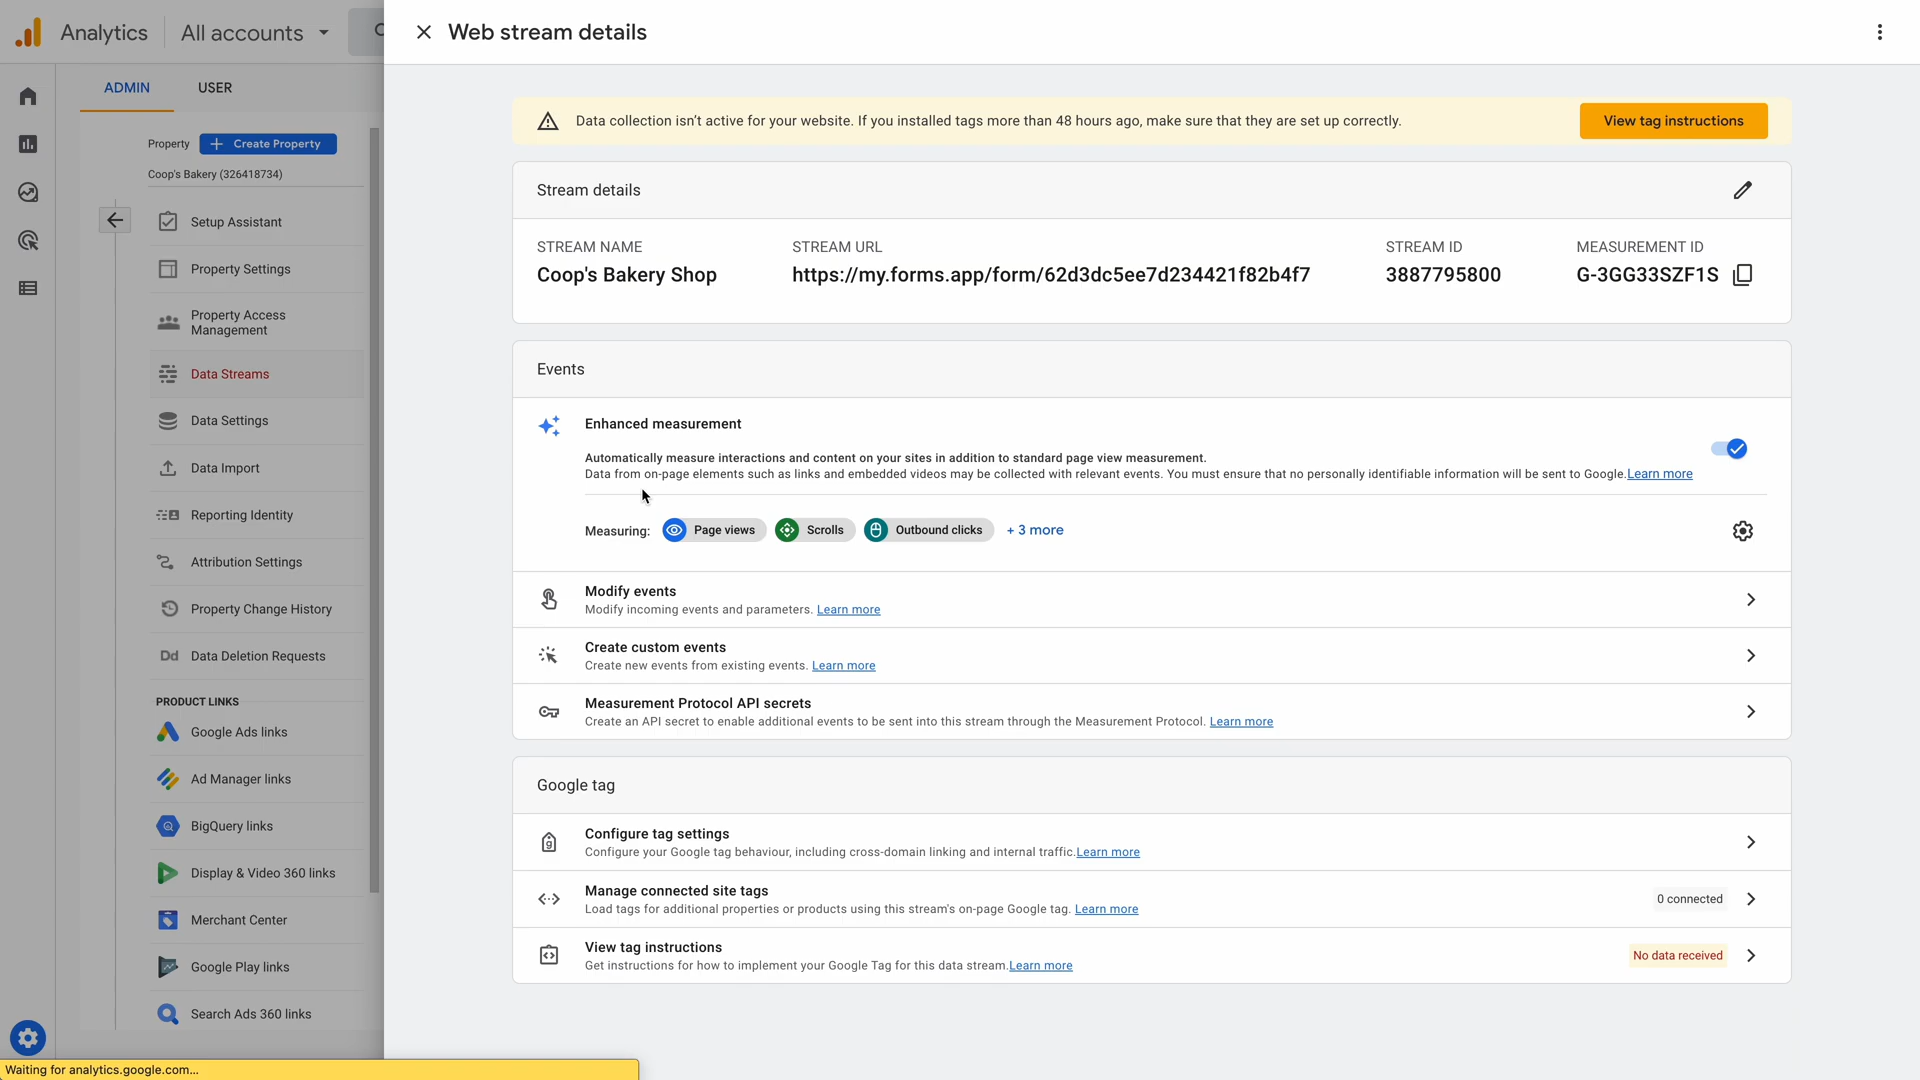 Analytics
All accounts
Web stream details
ADMIN
USER
Property
Create Property
Coop's Bakery (326418734)
Setup Assistant
Property Settings
Property Access
Management
Data Streams
Data Settings
Data Import
Reporting Identity
Attribution Settings
Property Change History
Dd Data Deletion Requests
PRODUCT LINKS
Google Ads links
Ad Manager links
BigQuery links
Display & Video 360 links
Merchant Center
Google Play links
Search Ads 360 links
Waiting for analytics.google.com...
Data collection isn't active for your website. If you installed tags more than 48 hours ago, make sure that they are set up correctly.
View tag instructions
Stream details
STREAM NAME
Coop's Bakery Shop
STREAM URL
https://my.forms.app/form/62d3dc5ee7d234421f82b4f7
STREAM ID
3887795800
MEASUREMENT ID
G-3GG33SZF1S
Events
Enhanced measurement
Automatically measure interactions and content on your sites in addition to standard page view measurement.
Data from on-page elements such as links and embedded videos may be collected with relevant events. You must ensure that no personally identifiable information will be sent to Google. Learn more
Measuring: Page views Scrolls Outbound clicks + 3 more
Modify events
Modify incoming events and parameters. Learn more
Create custom events
Create new events from existing events. Learn more
Measurement Protocol API secrets
Create an API secret to enable additional events to be sent into this stream through the Measurement Protocol. Learn more
Google tag
Configure tag settings
Configure your Google tag behaviour, including cross-domain linking and internal traffic. Learn more
Manage connected site tags
Load tags for additional properties or products using this stream's on-page Google tag. Learn more
0 connected
View tag instructions
Get instructions for how to implement your Google Tag for this data stream. Learn more
No data received